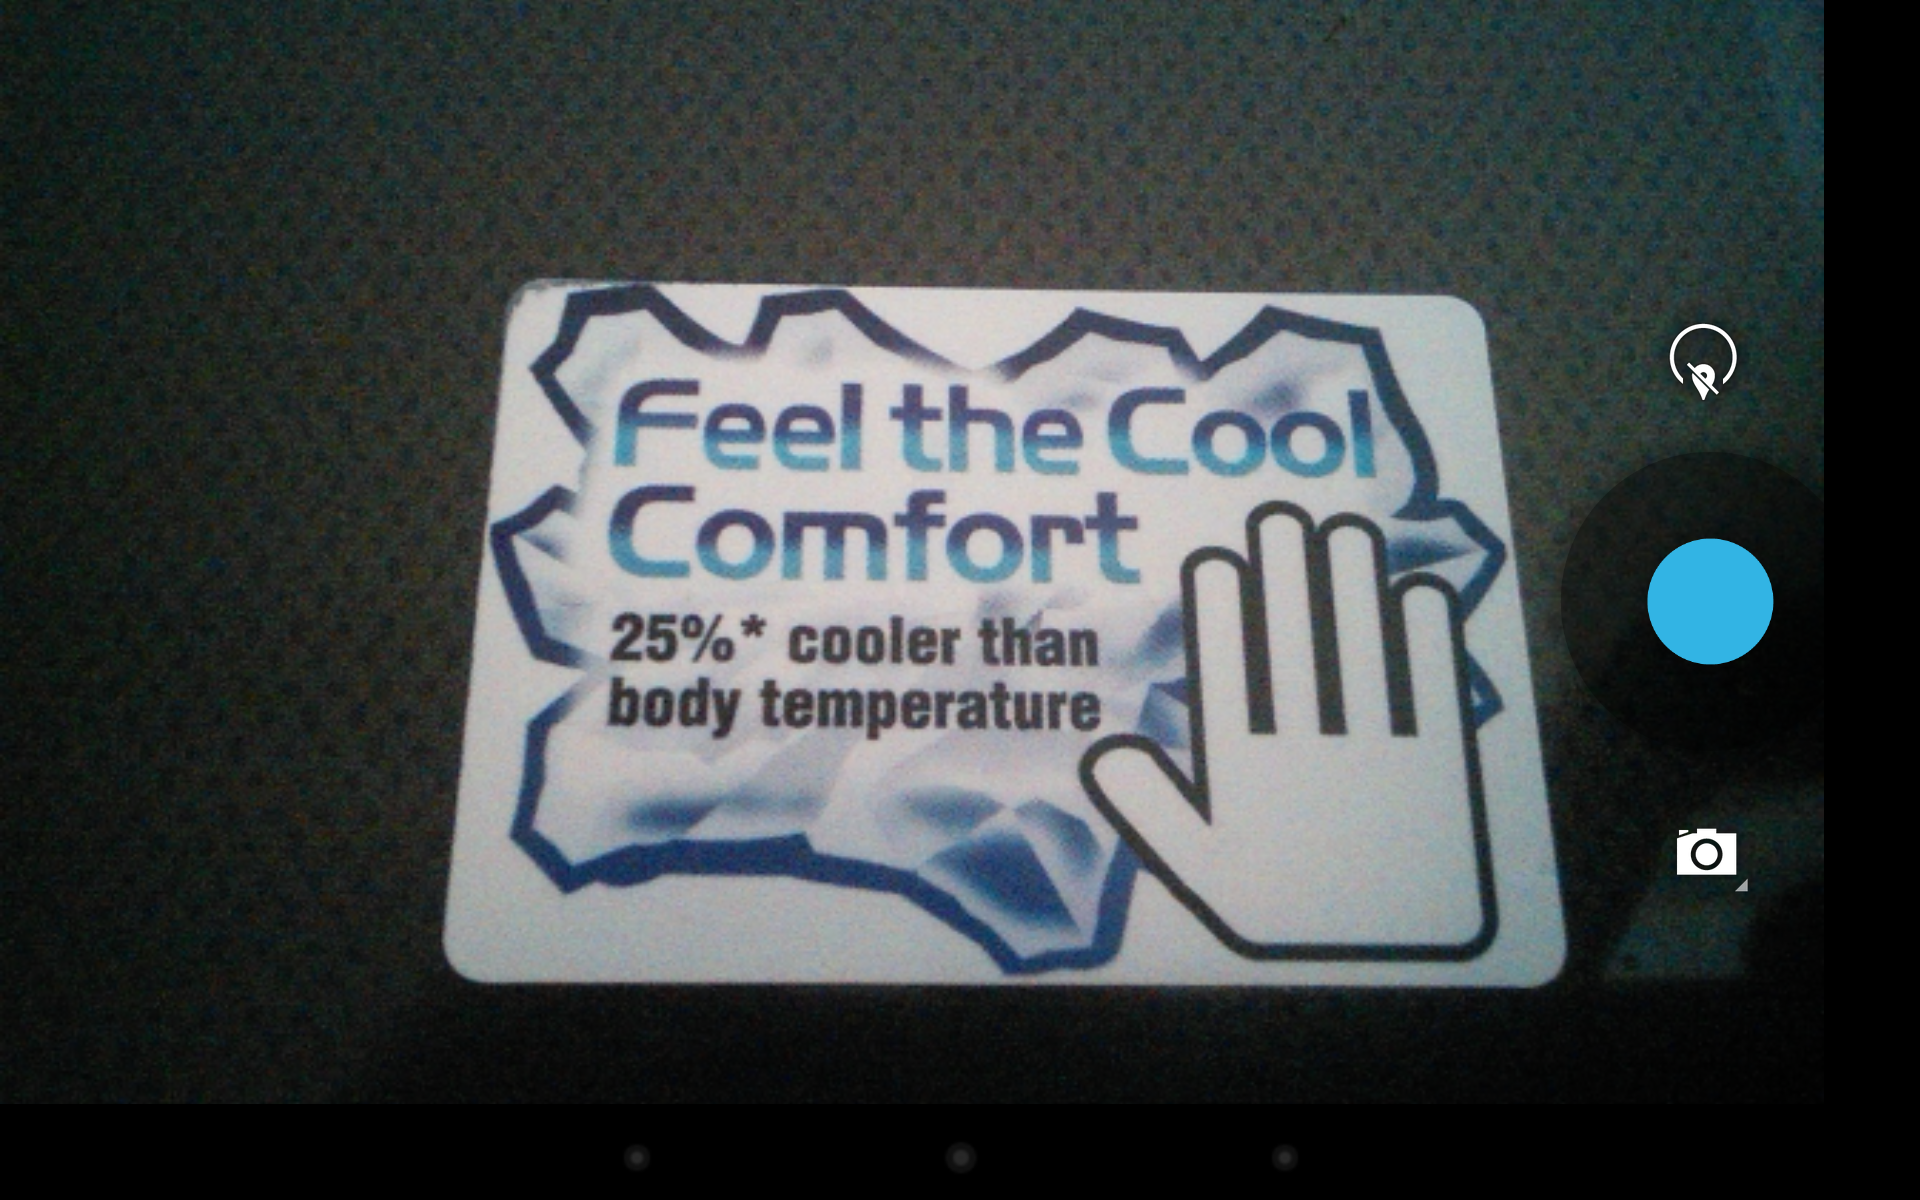 Feel the Cool
Comfort
25%* cooler than
body temperature